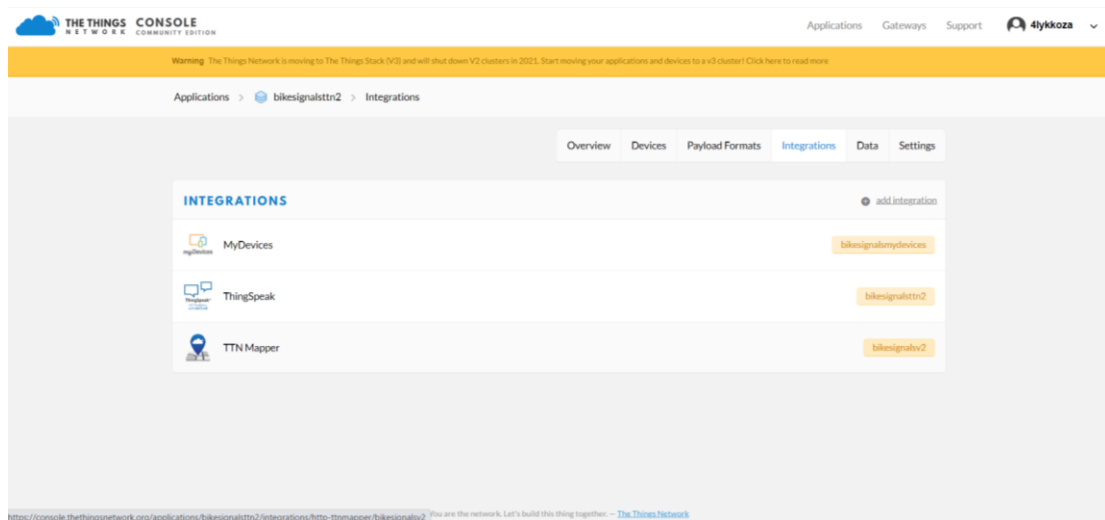 THE THINGS CONSOLE
NETWORK COMMUNITY EDITION
Applications Gateways Support 4lykkoza
Warning The Things Network is moving to The Things Stack (V3) and will shut down V2 clusters in 2021. Start moving your applications and devices to a v3 cluster! Click here to read more
Applications > bikesignalsttn2 > Integrations
Overview Devices Payload Formats Integrations Data Settings
INTEGRATIONS add integration
myDevices MyDevices bikesignalsmydevices
ThingSpeak ThingSpeak bikesignalsttn2
TTN Mapper bikesignalsv2
https://console.thethingsnetwork.org/applications/bikesignalsttn2/integrations/http-ttnmapper/bikesignalsv2 You are the network. Let's build this thing together. — The Things Network